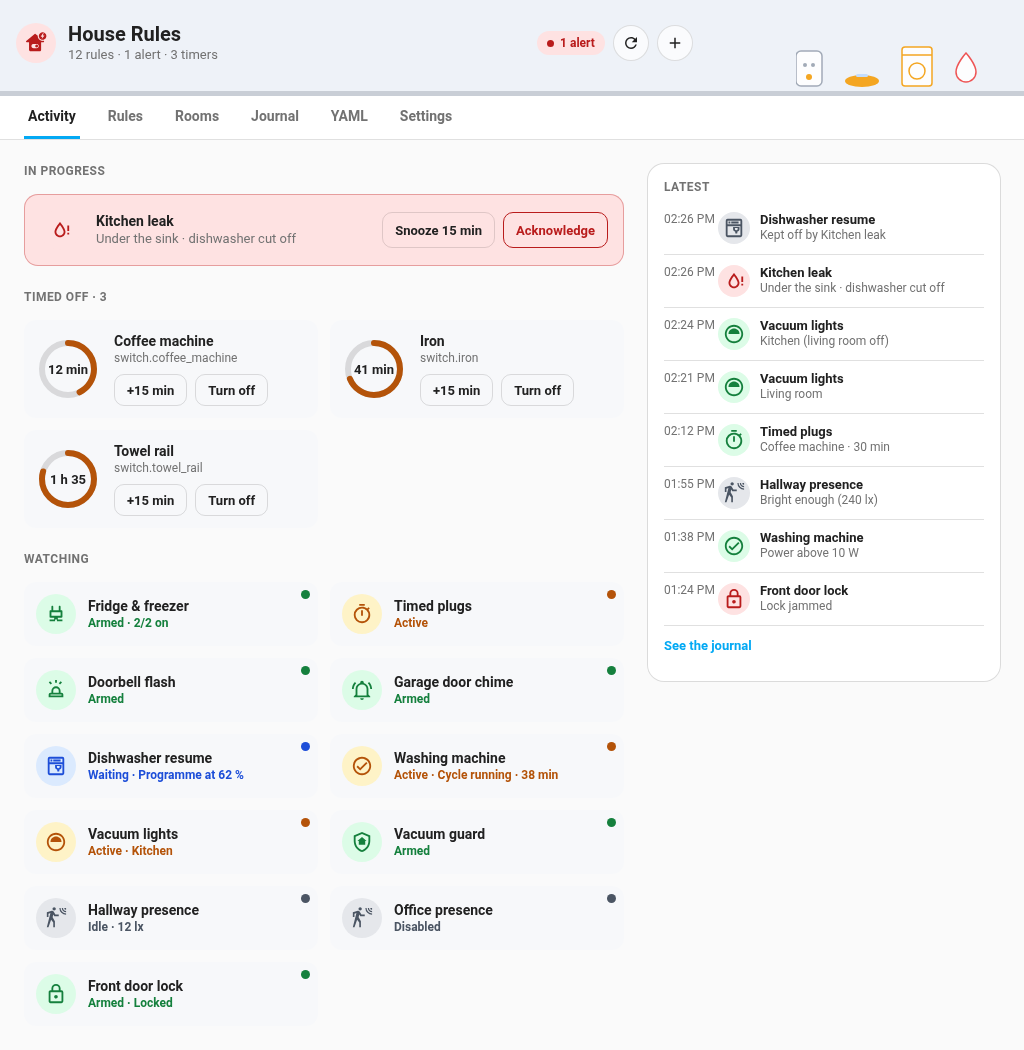 House Rules
12 rules · 1 alert · 3 timers
1 alert
Activity
Rules
Rooms
Journal
YAML
Settings
IN PROGRESS
Kitchen leak
Under the sink · dishwasher cut off
Snooze 15 min
Acknowledge
TIMED OFF · 3
12 min
Coffee machine
switch.coffee_machine
+15 min
Turn off
41 min
Iron
switch.iron
+15 min
Turn off
1 h 35
Towel rail
switch.towel_rail
+15 min
Turn off
WATCHING
Fridge & freezer
Armed · 2/2 on
Timed plugs
Active
Doorbell flash
Armed
Garage door chime
Armed
Dishwasher resume
Waiting · Programme at 62 %
Washing machine
Active · Cycle running · 38 min
Vacuum lights
Active · Kitchen
Vacuum guard
Armed
Hallway presence
Idle · 12 lx
Office presence
Disabled
Front door lock
Armed · Locked
LATEST
02:26 PM
Dishwasher resume
Kept off by Kitchen leak
02:26 PM
Kitchen leak
Under the sink · dishwasher cut off
02:24 PM
Vacuum lights
Kitchen (living room off)
02:21 PM
Vacuum lights
Living room
02:12 PM
Timed plugs
Coffee machine · 30 min
01:55 PM
Hallway presence
Bright enough (240 lx)
01:38 PM
Washing machine
Power above 10 W
01:24 PM
Front door lock
Lock jammed
See the journal